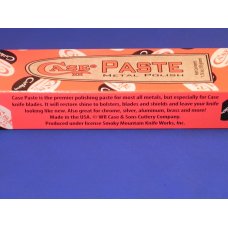 CASE XX PASTE
METAL POLISH
Case Paste is the premier polishing paste for most all metals, but especially for Case
Knife blades. It will restore shine to bolsters, blades and shields and leave your knife
looking like new. Also good for chrome, silver, aluminum, brass and more!
Made in the USA. © WR Case & Sons Cutlery Company.
Produced under license Smoky Mountain Knife Works, Inc.